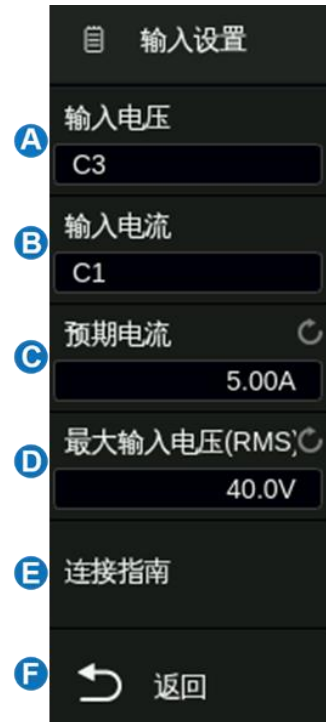 输入设置
A 输入电压
C3
B 输入电流
C1
C 预期电流
5.00A
D 最大输入电压(RMS)
40.0V
E 连接指南
F 返回